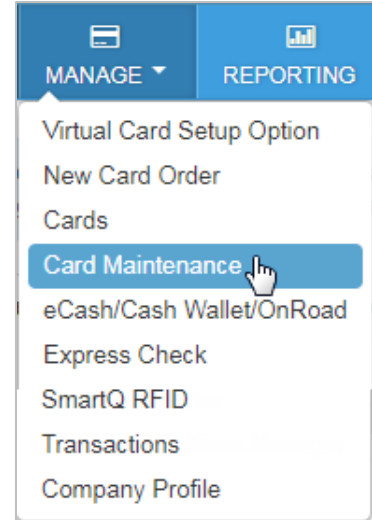 MANAGE REPORTING
Virtual Card Setup Option
New Card Order
Cards
Card Maintenance
eCash/Cash Wallet/OnRoad
Express Check
SmartQ RFID
Transactions
Company Profile